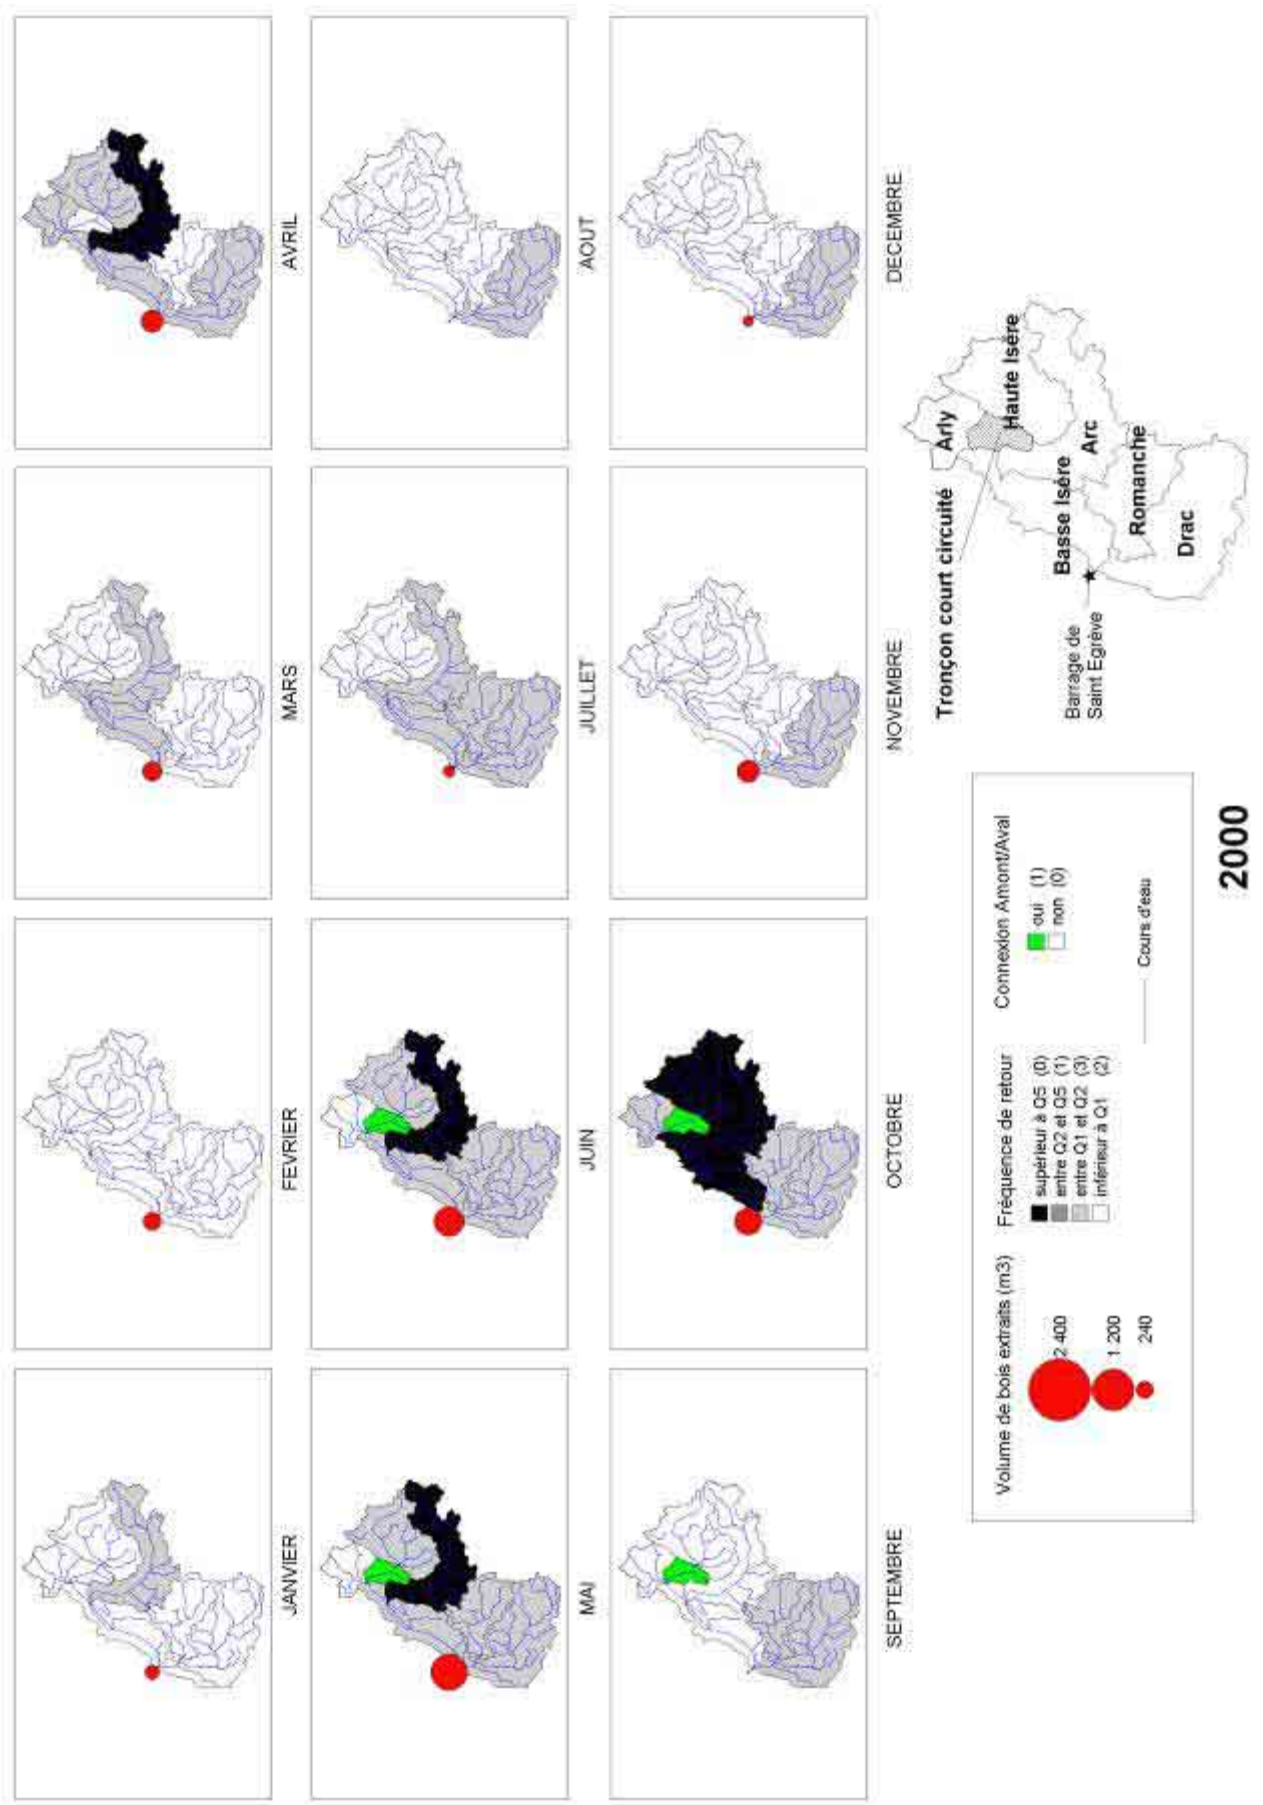 JANVIER
FEVRIER
MARS
AVRIL
MAI
JUIN
JUILLET
AOUT
SEPTEMBRE
OCTOBRE
NOVEMBRE
DECEMBRE
Volume de bois extraits (m3)
2 400
1 200
240
Fréquence de retour
supérieur à Q5 (0)
entre Q2 et Q5 (1)
entre Q1 et Q2 (3)
inférieur à Q1 (2)
Connexion Amont/Aval
oui (1)
non (0)
Cours d'eau
Tronçon court circuité
Arly
Haute Isère
Basse Isère
Arc
Romanche
Drac
Barrage de
Saint Egrève
2000